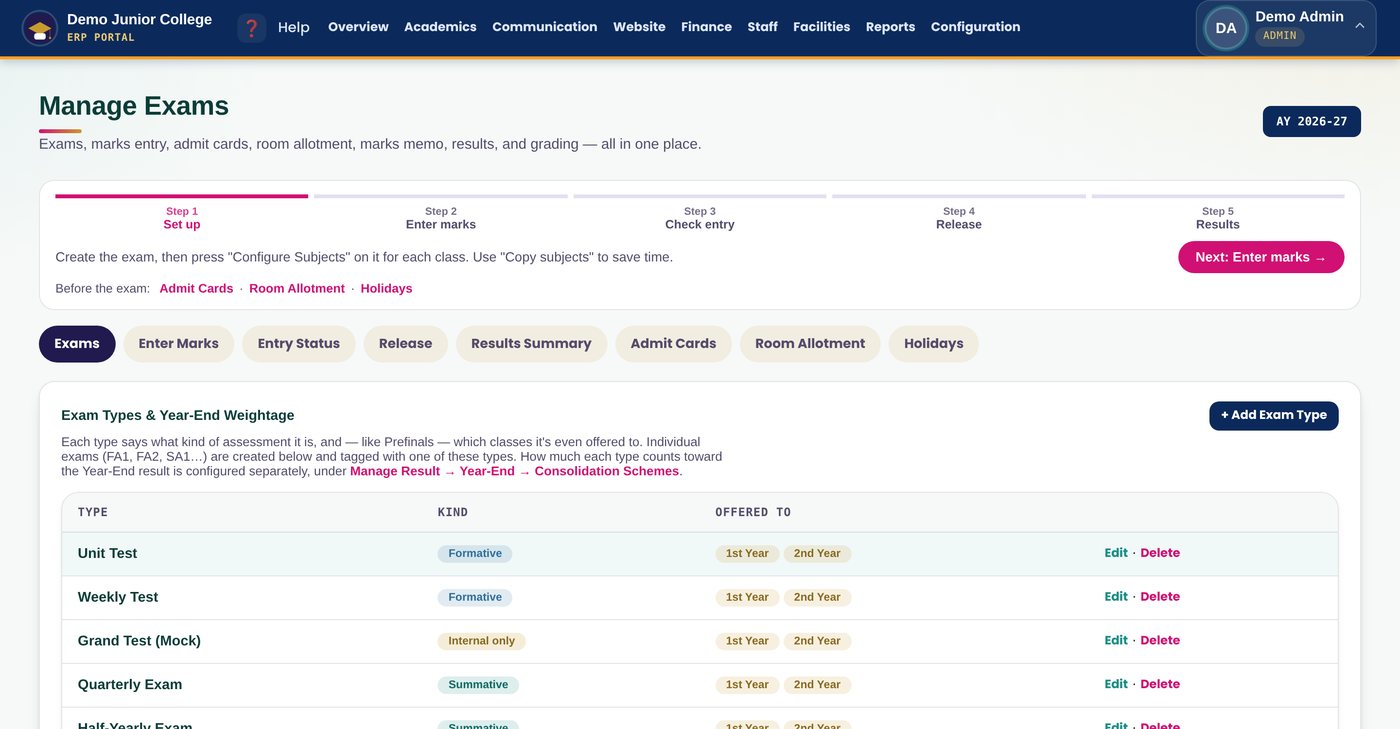 Demo Junior College
ERP PORTAL
❓ Help Overview Academics Communication Website Finance Staff Facilities Reports Configuration
DA
Demo Admin
ADMIN
Manage Exams
Exams, marks entry, admit cards, room allotment, marks memo, results, and grading — all in one place.
AY 2026-27
Step 1
Set up
Step 2
Enter marks
Step 3
Check entry
Step 4
Release
Step 5
Results
Create the exam, then press "Configure Subjects" on it for each class. Use "Copy subjects" to save time.
Next: Enter marks →
Before the exam: Admit Cards · Room Allotment · Holidays
Exams Enter Marks Entry Status Release Results Summary Admit Cards Room Allotment Holidays
Exam Types & Year-End Weightage
+ Add Exam Type
Each type says what kind of assessment it is, and — like Prefinals — which classes it's even offered to. Individual
exams (FA1, FA2, SA1…) are created below and tagged with one of these types. How much each type counts toward
the Year-End result is configured separately, under Manage Result → Year-End → Consolidation Schemes.
TYPE KIND OFFERED TO
Unit Test Formative 1st Year 2nd Year Edit · Delete
Weekly Test Formative 1st Year 2nd Year Edit · Delete
Grand Test (Mock) Internal only 1st Year 2nd Year Edit · Delete
Quarterly Exam Summative 1st Year 2nd Year Edit · Delete
Half-Yearly Exam Summative 1st Year 2nd Year Edit · Delete